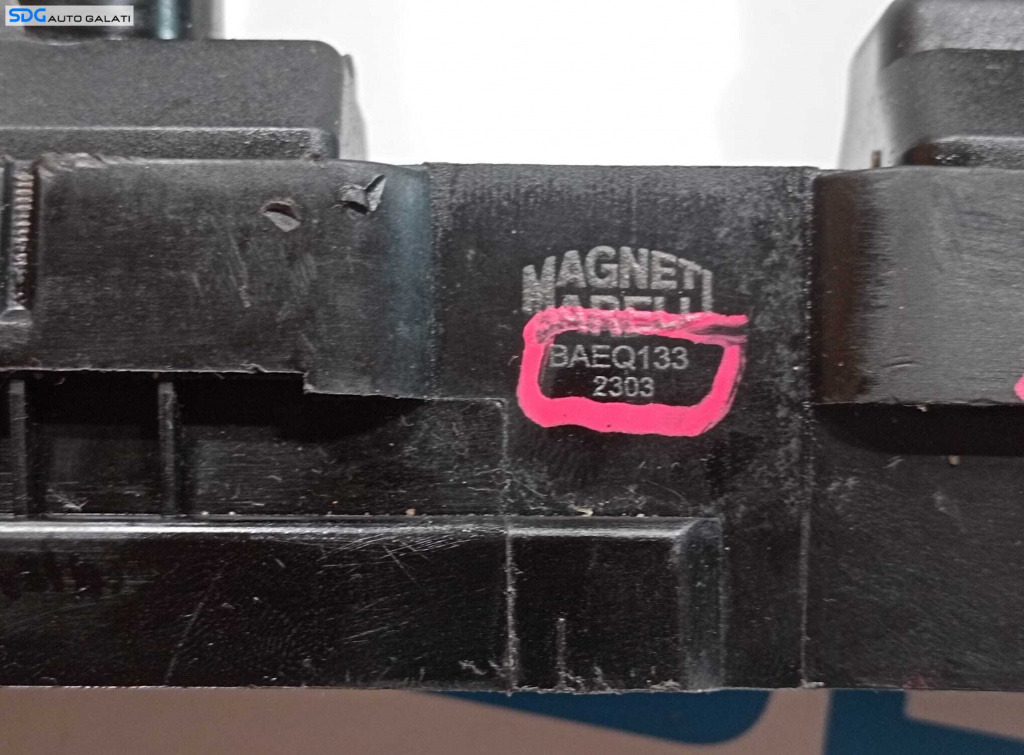 SDG AUTO GALATI
MAGNETI
MARELLI
BAEQ133
2303